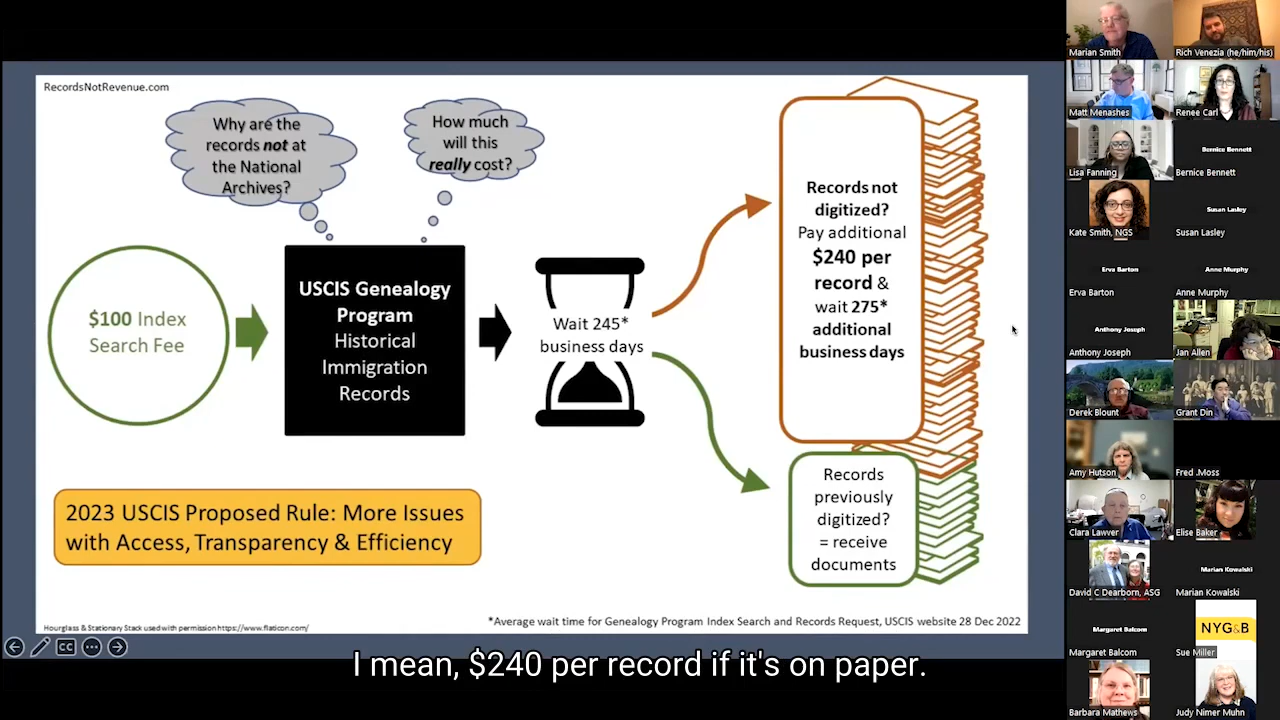 RecordsNotRevenue.com
Why are the
records not at
the National
Archives?
How much
will this
really cost?
$100 Index
Search Fee
USCIS Genealogy
Program
Historical
Immigration
Records
Wait 245*
business days
Records not
digitized?
Pay additional
$240 per
record &
wait 275*
additional
business days
Records
previously
digitized?
= receive
documents
2023 USCIS Proposed Rule: More Issues
with Access, Transparency & Efficiency
Hourglass & Stationary Stack used with permission https://www.flaticon.com/
*Average wait time for Genealogy Program Index Search and Records Request, USCIS website 28 Dec 2022
CC
I mean, $240 per record if it's on paper.
Marian Smith
Rich Venezia (he/him/his)
Matt Menashes
Renee Carl
Lisa Fanning
Bernice Bennett
Bernice Bennett
Kate Smith, NGS
Susan Lasley
Susan Lasley
Erva Barton
Erva Barton
Anne Murphy
Anne Murphy
Anthony Joseph
Anthony Joseph
Jan Allen
Derek Blount
Grant Din
Amy Hutson
Fred .Moss
Clara Lawver
Elise Baker
David C Dearborn, ASG
Marian Kowalski
Marian Kowalski
Margaret Balcom
Margaret Balcom
NYG&B
Sue Miller
Barbara Mathews
Judy Nimer Muhn